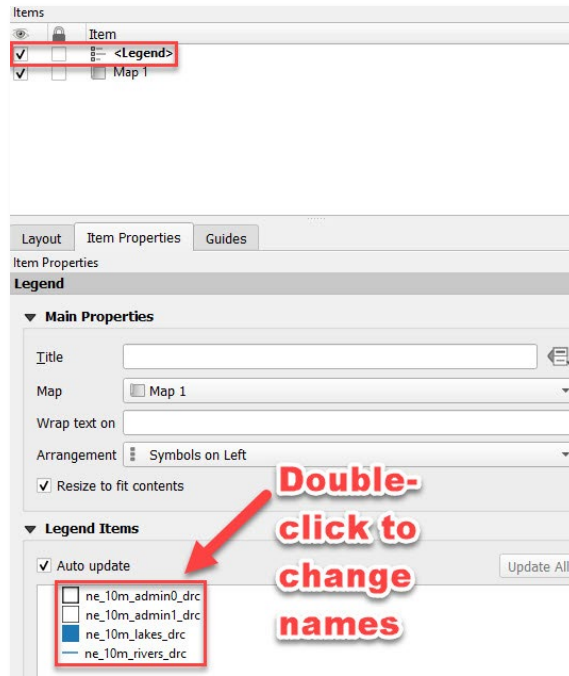 Items
Item
<Legend>
Map 1
Layout Item Properties Guides
Item Properties
Legend
Main Properties
Title
Map Map 1
Wrap text on
Arrangement Symbols on Left
Resize to fit contents
Legend Items
Auto update Update All
ne_10m_admin0_drc
ne_10m_admin1_drc
ne_10m_lakes_drc
ne_10m_rivers_drc
Double-
click to
change
names